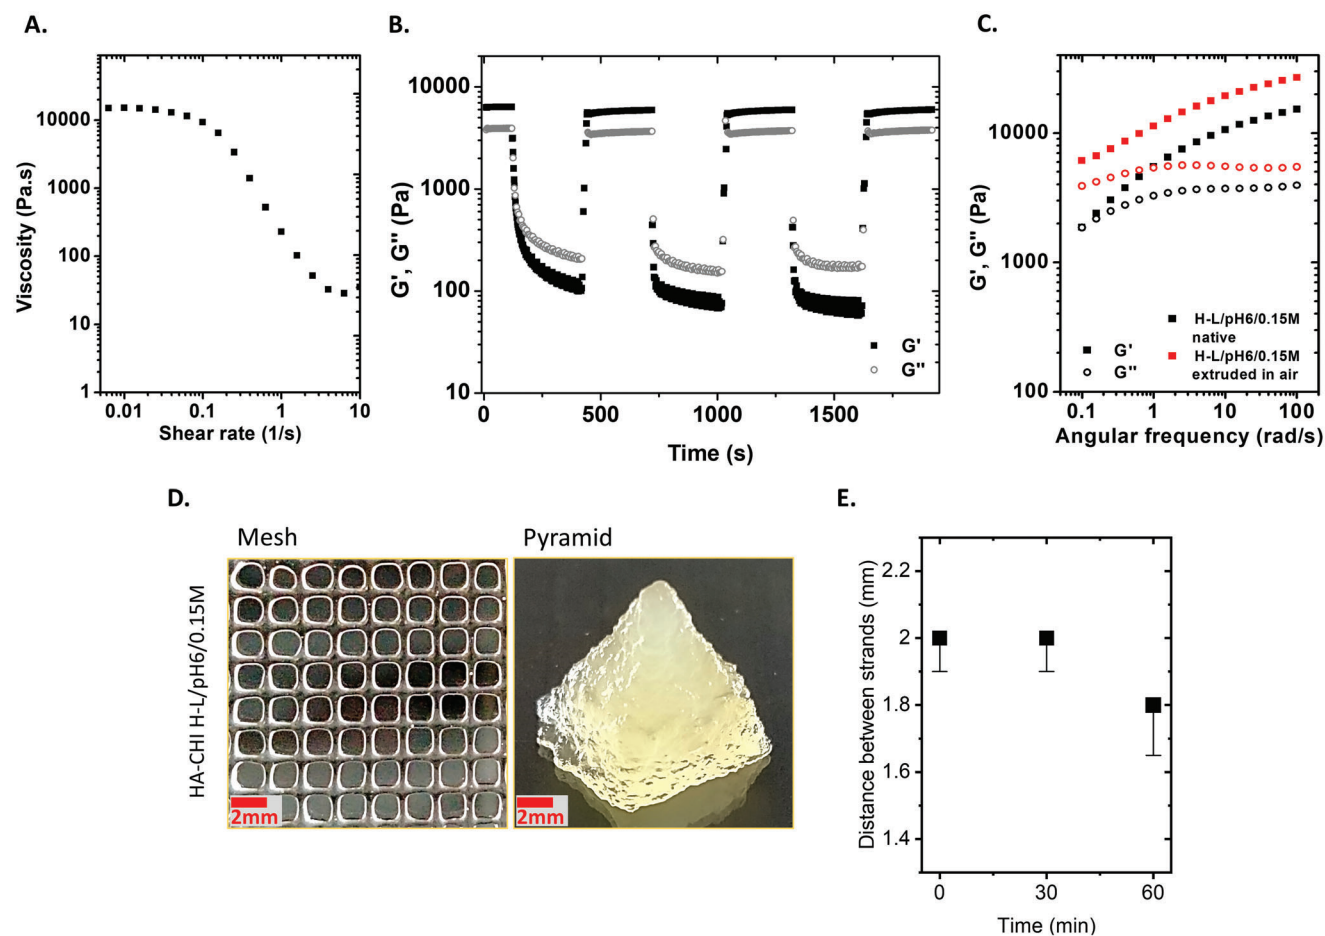 A.
B.
C.
10000
1000
100
10
1
0.01
0.1
1
10
Viscosity (Pa.s)
Shear rate (1/s)
10000
1000
100
10
0
500
1000
1500
G', G'' (Pa)
Time (s)
G'
G''
10000
1000
100
0.1
1
10
100
G', G'' (Pa)
Angular frequency (rad/s)
G'
G''
H-L/pH6/0.15M
native
H-L/pH6/0.15M
extruded in air
D.
E.
Mesh
Pyramid
HA-CHI H-L/pH6/0.15M
2mm
2mm
2.2
2
1.8
1.6
1.4
0
30
60
Distance between strands (mm)
Time (min)